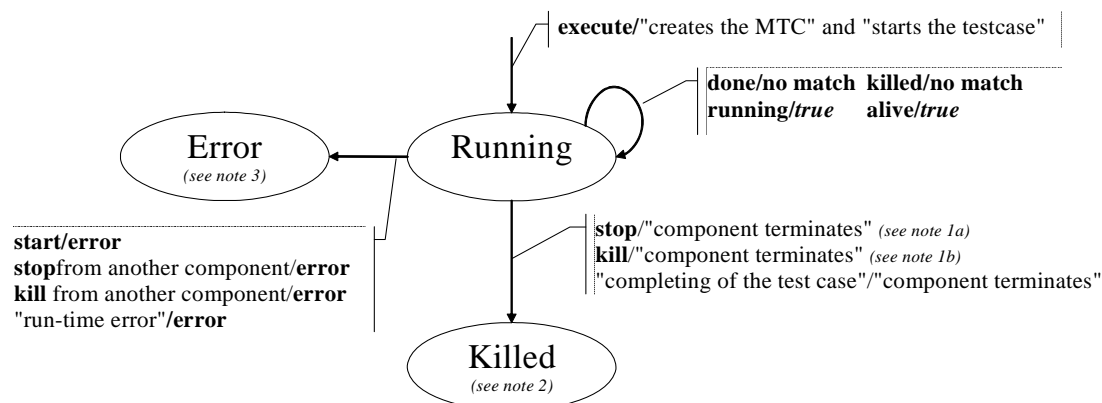 execute/"creates the MTC" and "starts the testcase"
done/no match killed/no match
running/true alive/true
Error
(see note 3)
Running
start/error
stopfrom another component/error
kill from another component/error
"run-time error"/error
stop/"component terminates" (see note 1a)
kill/"component terminates" (see note 1b)
"completing of the test case"/"component terminates"
Killed
(see note 2)